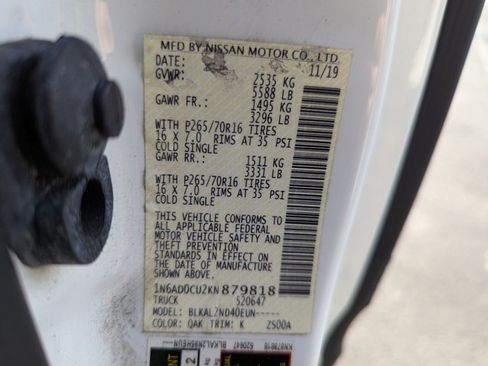 MFD BY NISSAN MOTOR CO., LTD.
DATE: 11/19
GVWR: 2535 KG
5588 LB
GAWR FR: 1495 KG
3296 LB
WITH P265/70R16 TIRES
16 X 7.0 RIMS AT 35 PSI
COLD SINGLE
GAWR RR: 1511 KG
3331 LB
WITH P265/70R16 TIRES
16 X 7.0 RIMS AT 35 PSI
COLD SINGLE
THIS VEHICLE CONFORMS TO
ALL APPLICABLE FEDERAL
MOTOR VEHICLE SAFETY AND
THEFT PREVENTION
STANDARDS IN EFFECT ON
THE DATE OF MANUFACTURE
SHOWN ABOVE.
1N6AD0CU2KN879818
TRUCK 520647
MODEL: BLKALZND40EUN-----
COLOR: QAK TRIM: K ZS00A
KN879818
520647